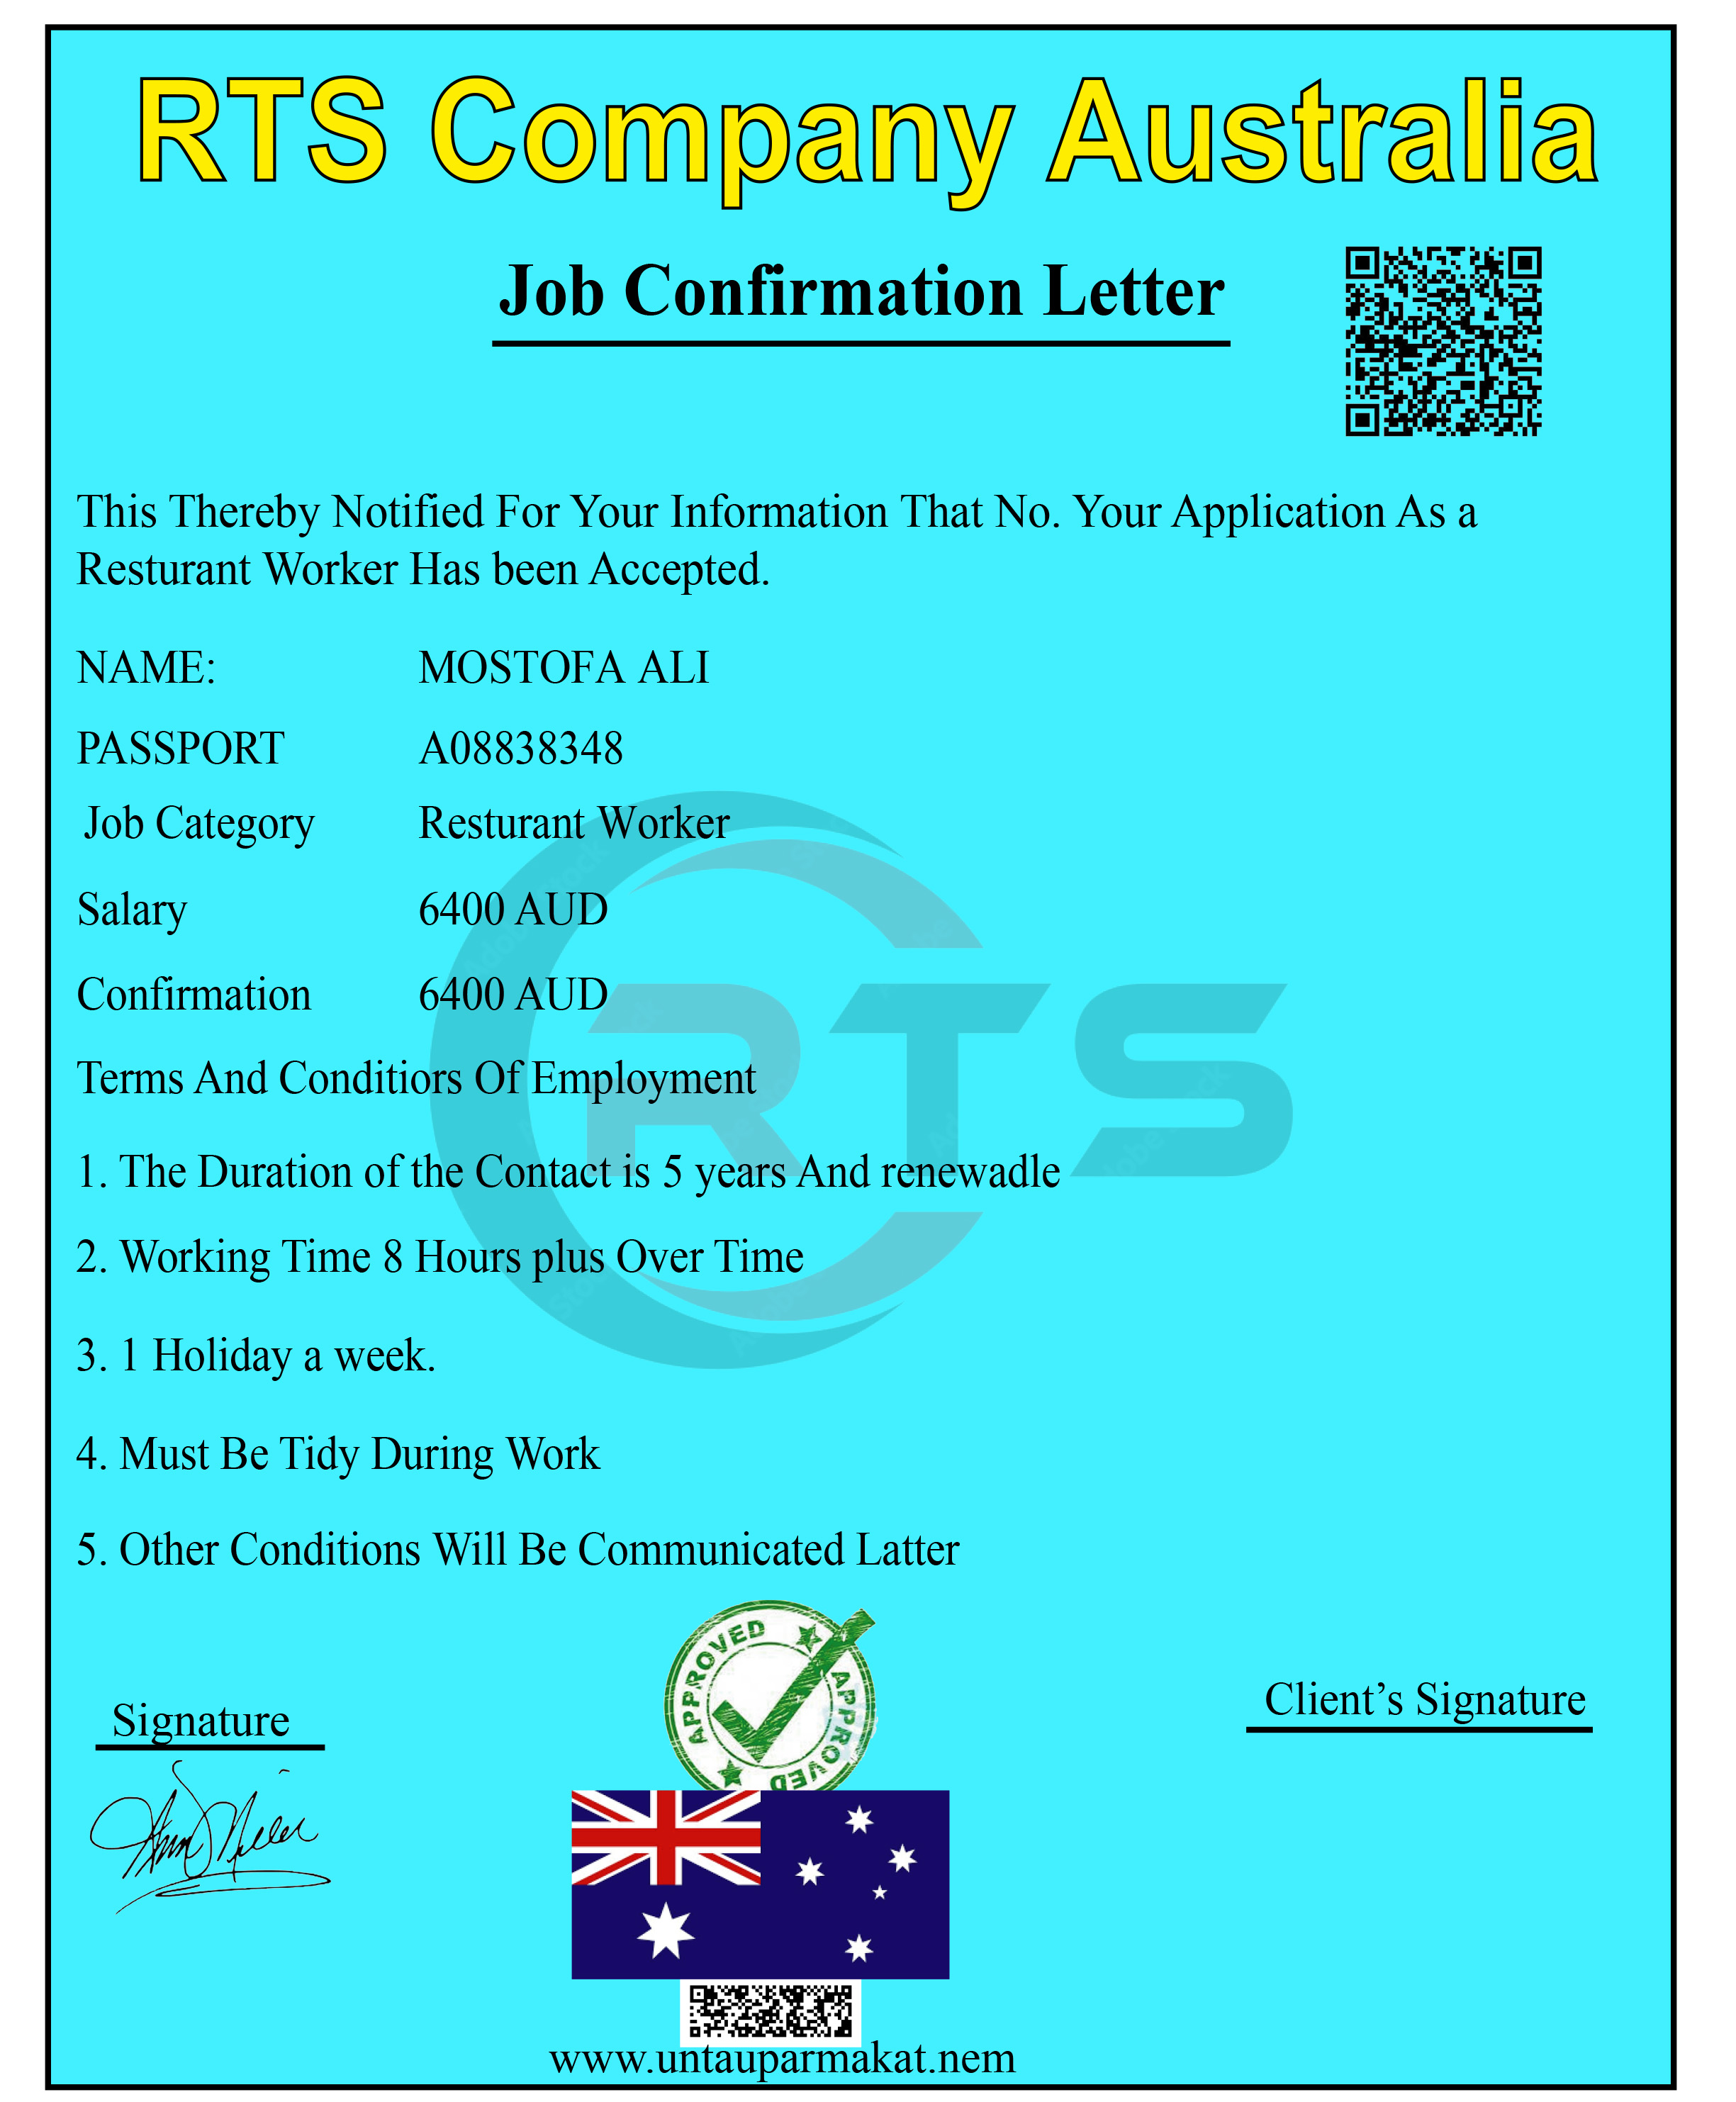 RTS Company Australia
Job Confirmation Letter
This Thereby Notified For Your Information That No. Your Application As a
Resturant Worker Has been Accepted.
NAME: MOSTOFA ALI
PASSPORT A08838348
Job Category Resturant Worker
Salary 6400 AUD
Confirmation 6400 AUD
RTS
Terms And Conditiors Of Employment
1. The Duration of the Contact is 5 years And renewadle
2. Working Time 8 Hours plus Over Time
3. 1 Holiday a week.
4. Must Be Tidy During Work
5. Other Conditions Will Be Communicated Latter
APPROVED APPROVED APPROVED
Signature
Client’s Signature
www.untauparmakat.nem